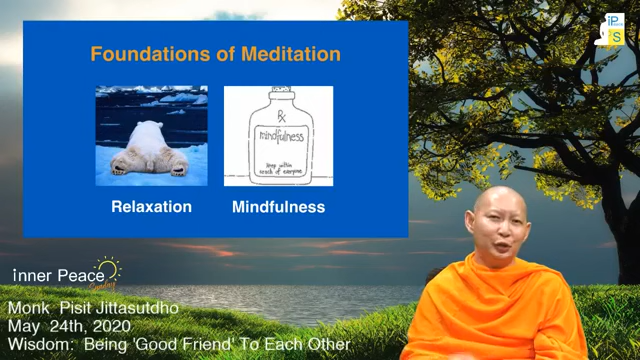 Foundations of Meditation
Rx
mindfulness
keep within
reach of everyone
Relaxation
Mindfulness
iP
S
inner Peace
Sunday
Monk Pisit Jittasutdho
May 24th, 2020
Wisdom: Being 'Good Friend' To Each Other